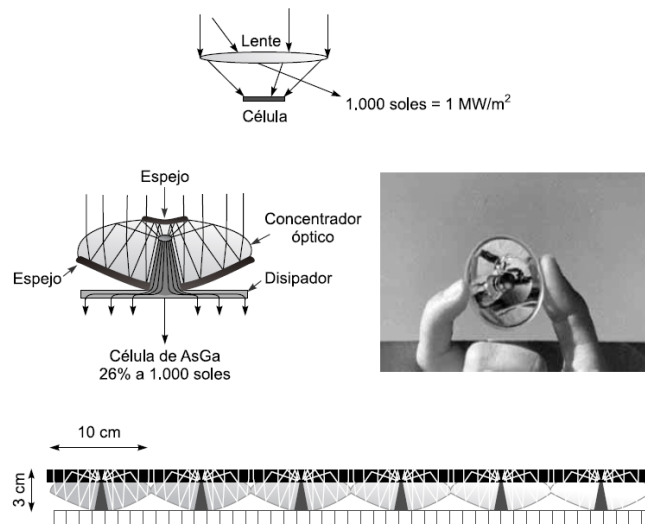 Lente
1.000 soles = 1 MW/m²
Célula
Espejo
Concentrador
óptico
Espejo
Disipador
Célula de AsGa
26% a 1.000 soles
10 cm
3 cm